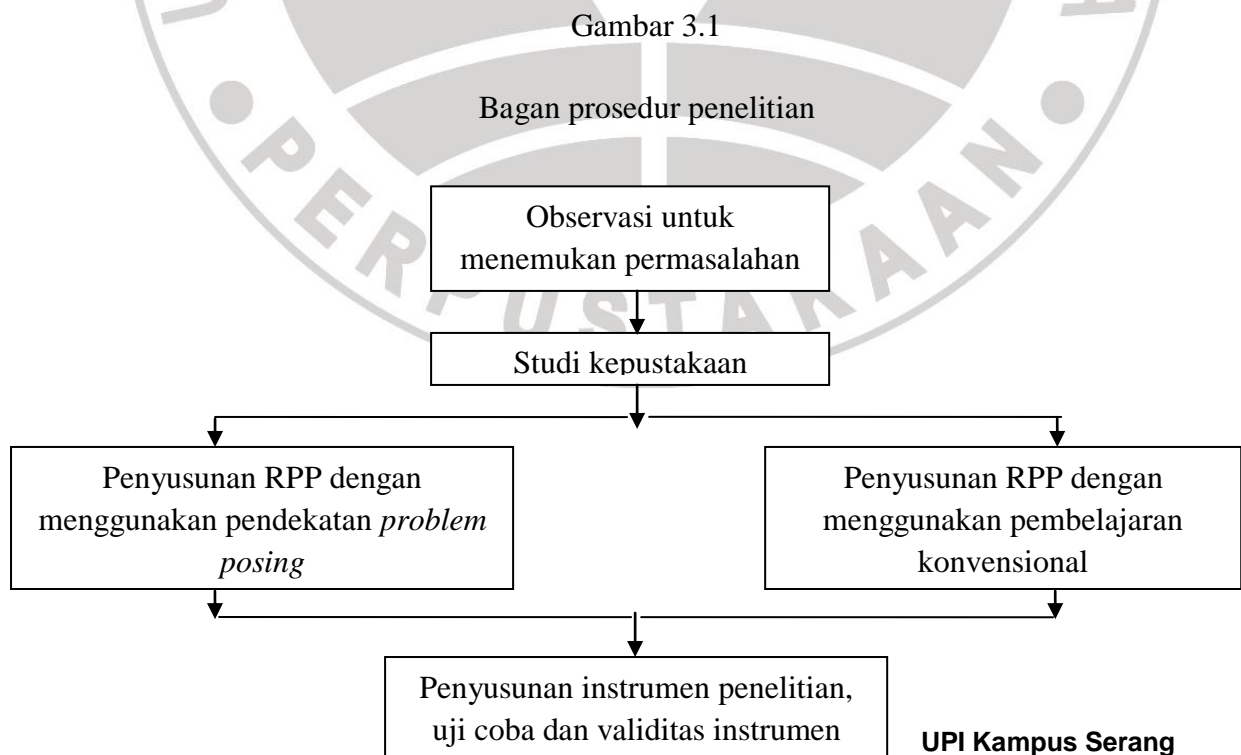 Gambar 3.1
Bagan prosedur penelitian
Observasi untuk
menemukan permasalahan
Studi kepustakaan
Penyusunan RPP dengan
menggunakan pendekatan problem
posing
Penyusunan RPP dengan
menggunakan pembelajaran
konvensional
Penyusunan instrumen penelitian,
uji coba dan validitas instrumen
UPI Kampus Serang
PERPUSTAKAAN